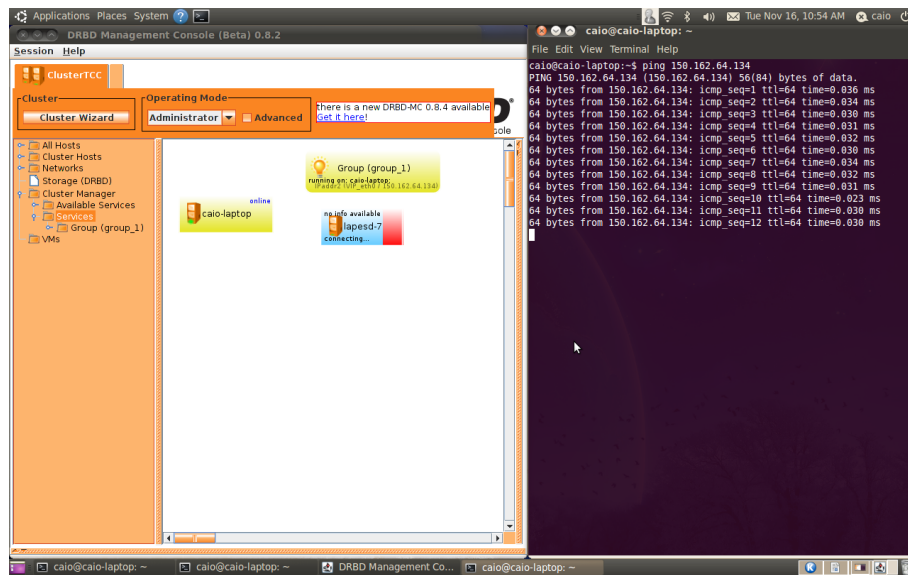 Applications Places System
Tue Nov 16, 10:54 AM caio
DRBD Management Console (Beta) 0.8.2
Session Help
ClusterTCC
Cluster
Cluster Wizard
Operating Mode
Administrator Advanced
there is a new DRBD-MC 0.8.4 available
Get it here!
All Hosts
Cluster Hosts
Networks
Storage (DRBD)
Cluster Manager
Available Services
Services
Group (group_1)
VMs
Group (group_1)
running on: caio-laptop:
IPaddr2 (VIP_eth0 / 150.162.64.134)
online
caio-laptop
no info available
lapesd-7
connecting...
caio@caio-laptop: ~
File Edit View Terminal Help
caio@caio-laptop:~$ ping 150.162.64.134
PING 150.162.64.134 (150.162.64.134) 56(84) bytes of data.
64 bytes from 150.162.64.134: icmp_seq=1 ttl=64 time=0.036 ms
64 bytes from 150.162.64.134: icmp_seq=2 ttl=64 time=0.034 ms
64 bytes from 150.162.64.134: icmp_seq=3 ttl=64 time=0.030 ms
64 bytes from 150.162.64.134: icmp_seq=4 ttl=64 time=0.031 ms
64 bytes from 150.162.64.134: icmp_seq=5 ttl=64 time=0.032 ms
64 bytes from 150.162.64.134: icmp_seq=6 ttl=64 time=0.030 ms
64 bytes from 150.162.64.134: icmp_seq=7 ttl=64 time=0.034 ms
64 bytes from 150.162.64.134: icmp_seq=8 ttl=64 time=0.032 ms
64 bytes from 150.162.64.134: icmp_seq=9 ttl=64 time=0.031 ms
64 bytes from 150.162.64.134: icmp_seq=10 ttl=64 time=0.023 ms
64 bytes from 150.162.64.134: icmp_seq=11 ttl=64 time=0.030 ms
64 bytes from 150.162.64.134: icmp_seq=12 ttl=64 time=0.030 ms
caio@caio-laptop: ~
caio@caio-laptop: ~
DRBD Management Co...
caio@caio-laptop: ~